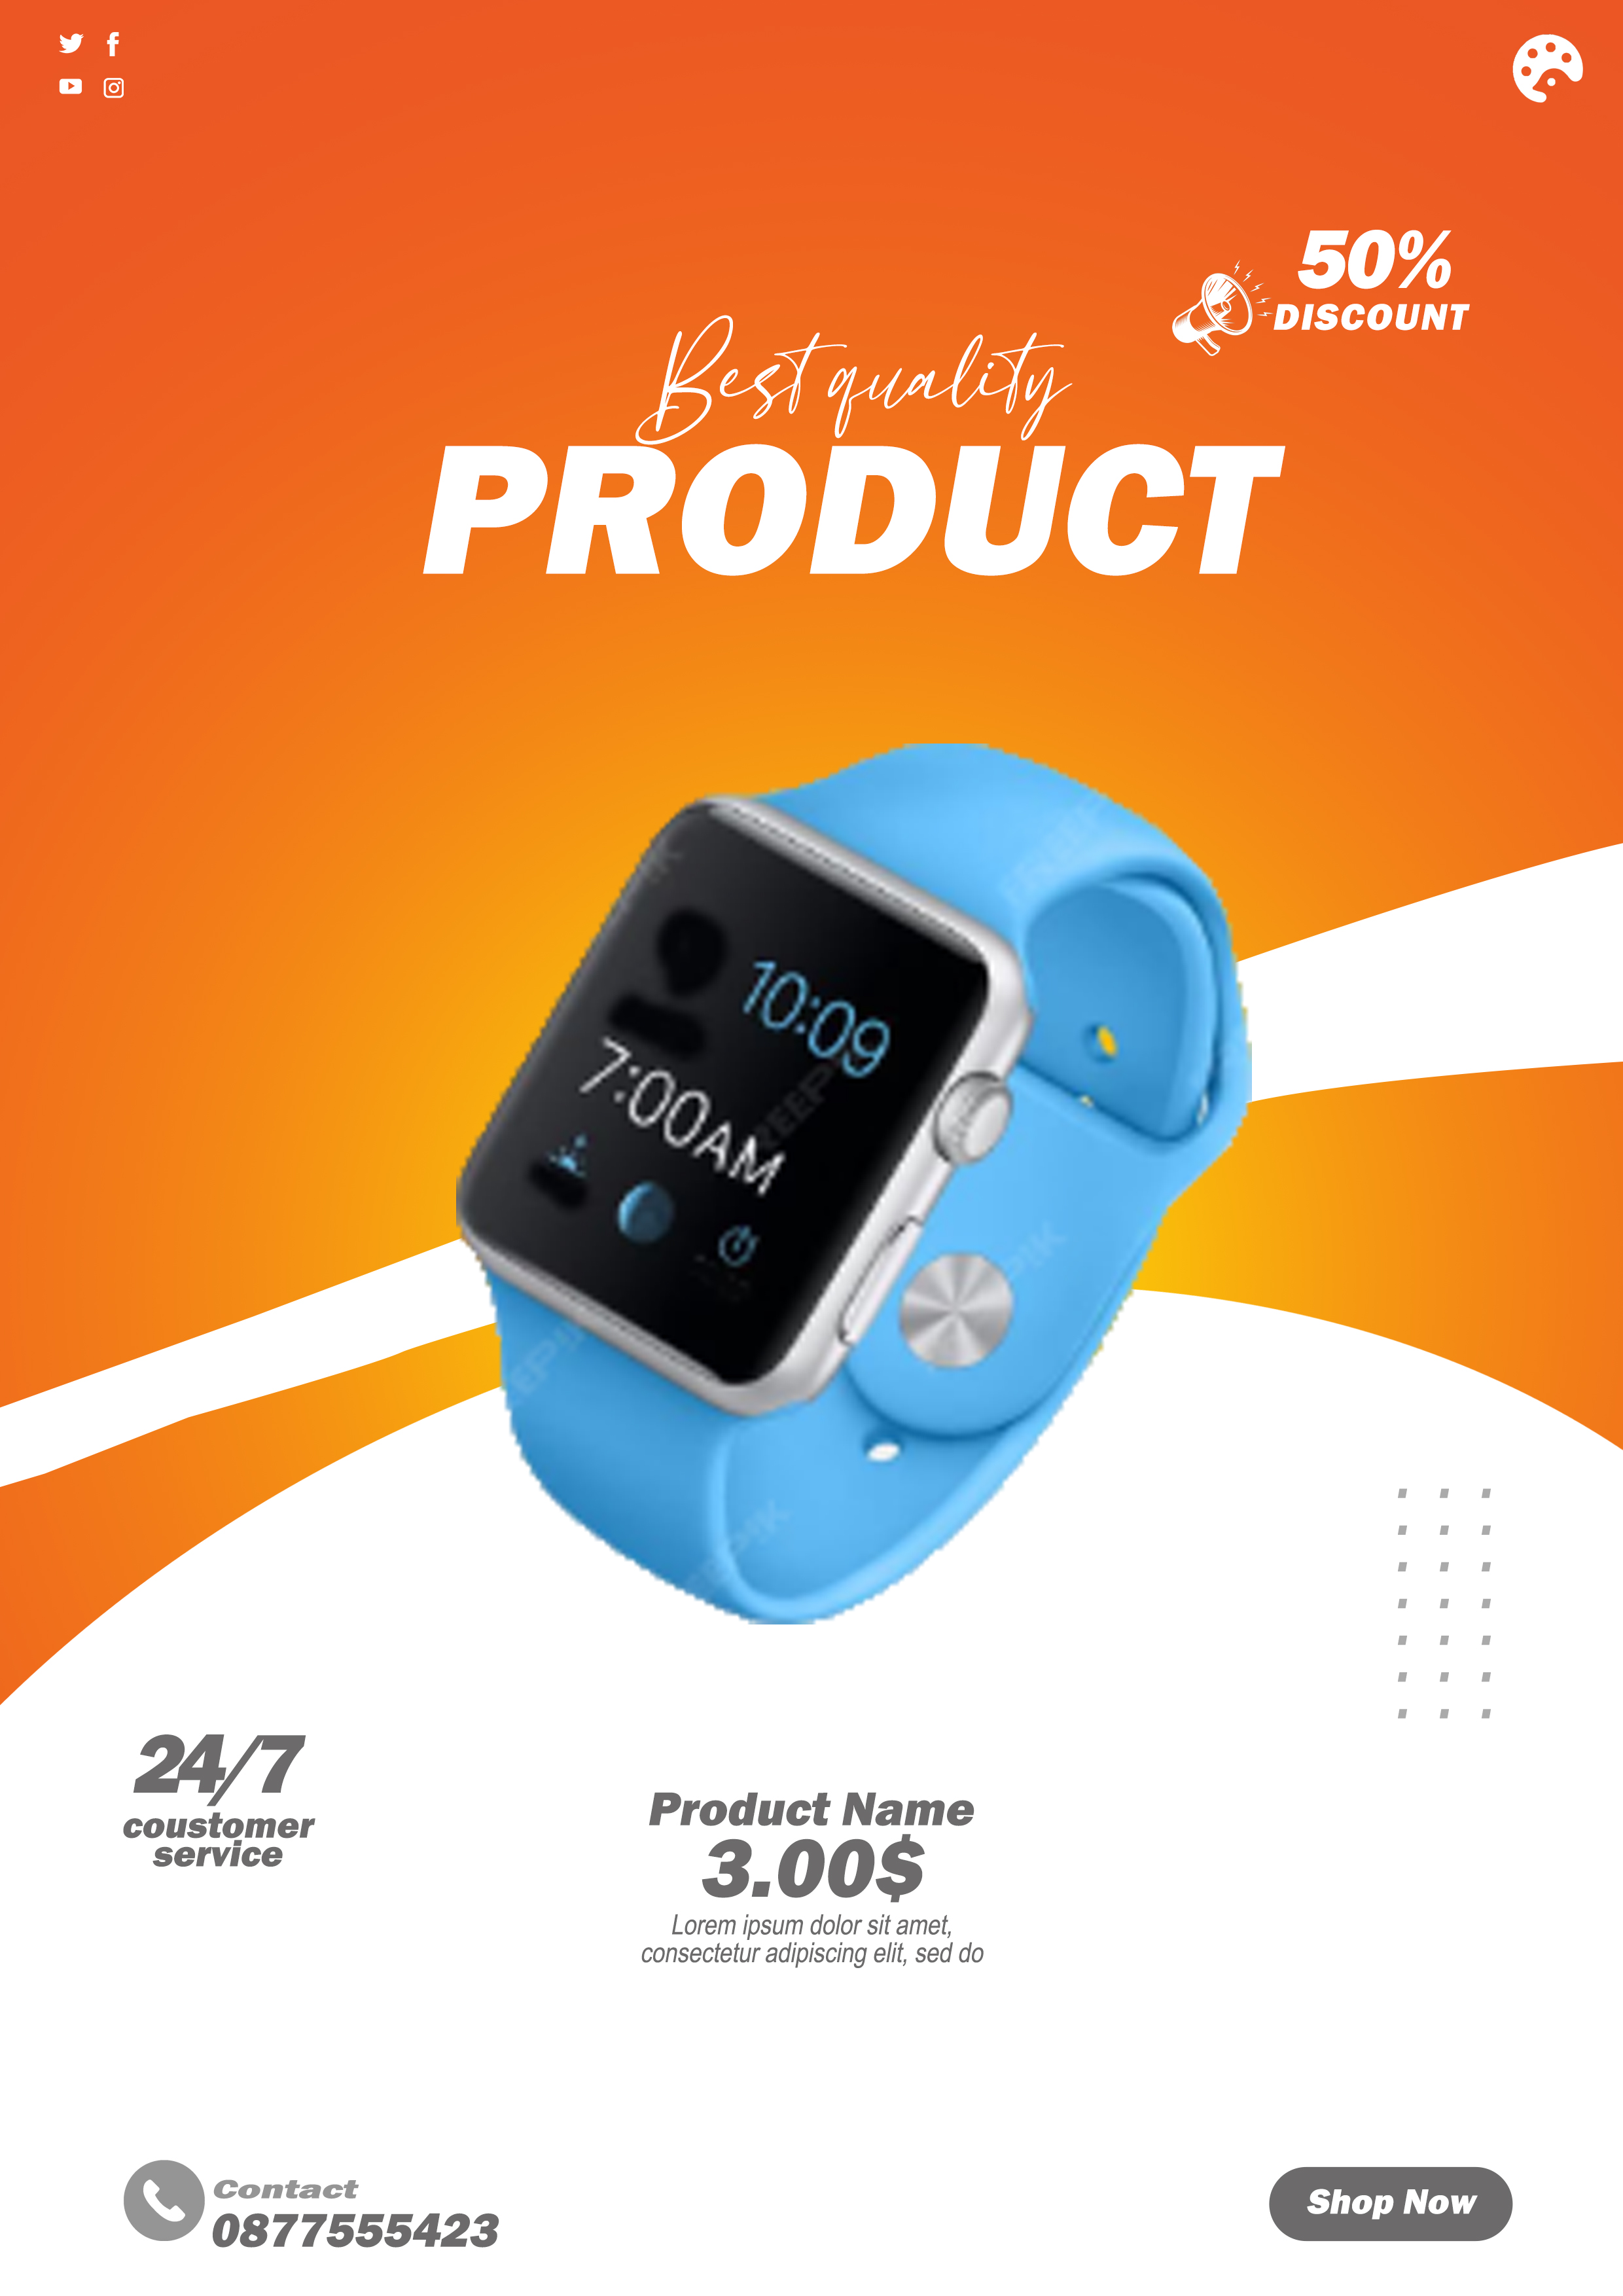 50%
DISCOUNT
Best quality
PRODUCT
10:09
7:00AM
24/7
coustomer
service
Product Name
3.00$
Lorem ipsum dolor sit amet,
consectetur adipiscing elit, sed do
Contact
0877555423
Shop Now